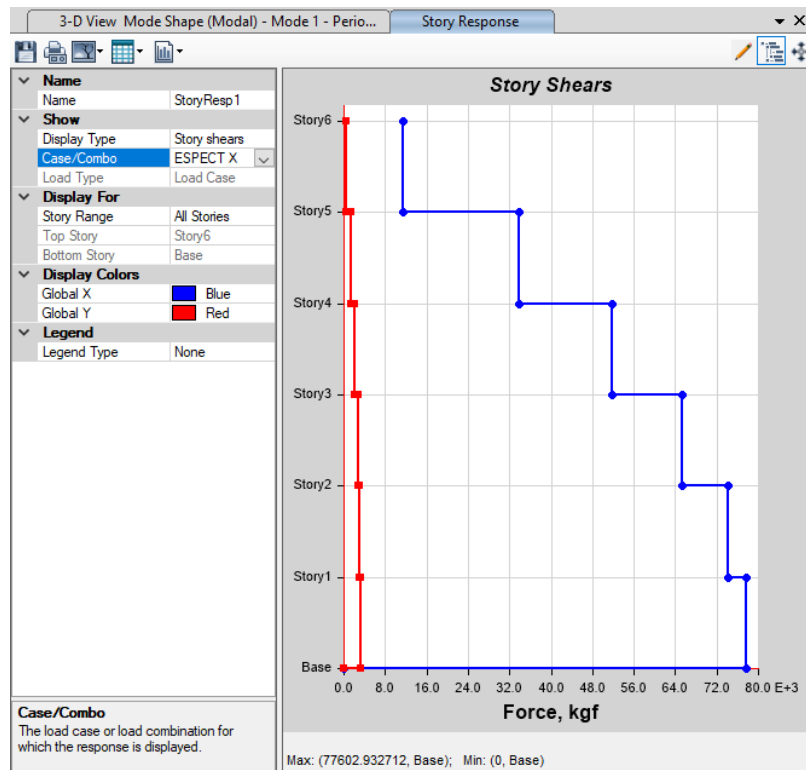 3-D View Mode Shape (Modal) - Mode 1 - Perio...
Story Response
Name
Name StoryResp1
Show
Display Type Story shears
Case/Combo ESPECT X
Load Type Load Case
Display For
Story Range All Stories
Top Story Story6
Bottom Story Base
Display Colors
Global X Blue
Global Y Red
Legend
Legend Type None
Case/Combo
The load case or load combination for
which the response is displayed.
Story Shears
Story6
Story5
Story4
Story3
Story2
Story1
Base
0.0 8.0 16.0 24.0 32.0 40.0 48.0 56.0 64.0 72.0 80.0 E+3
Force, kgf
Max: (77602.932712, Base); Min: (0, Base)